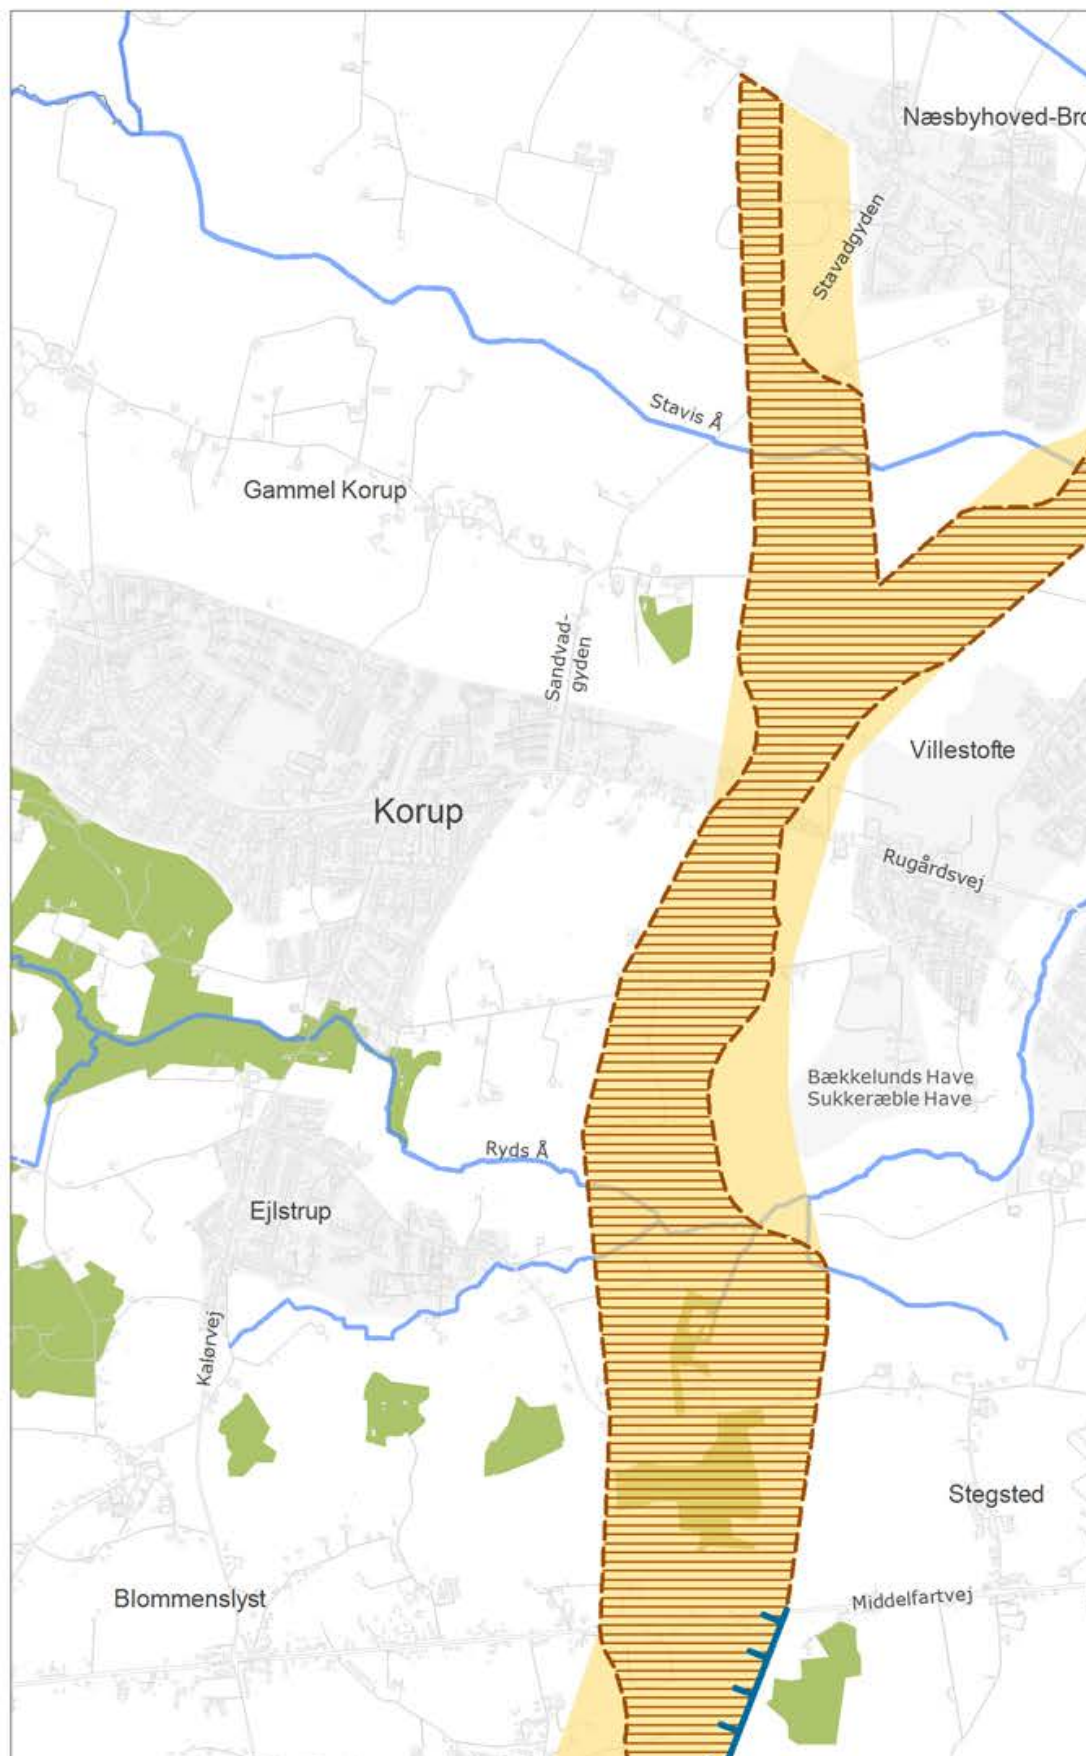 Næsbyhoved-Bro
Stavadgyden
Stavis Å
Gammel Korup
Sandvad-
gyden
Villestofte
Korup
Rugårdsvej
Bækkelunds Have
Sukkeræble Have
Ryds Å
Ejlstrup
Kalørvej
Stegsted
Blommenslyst
Middelfartvej